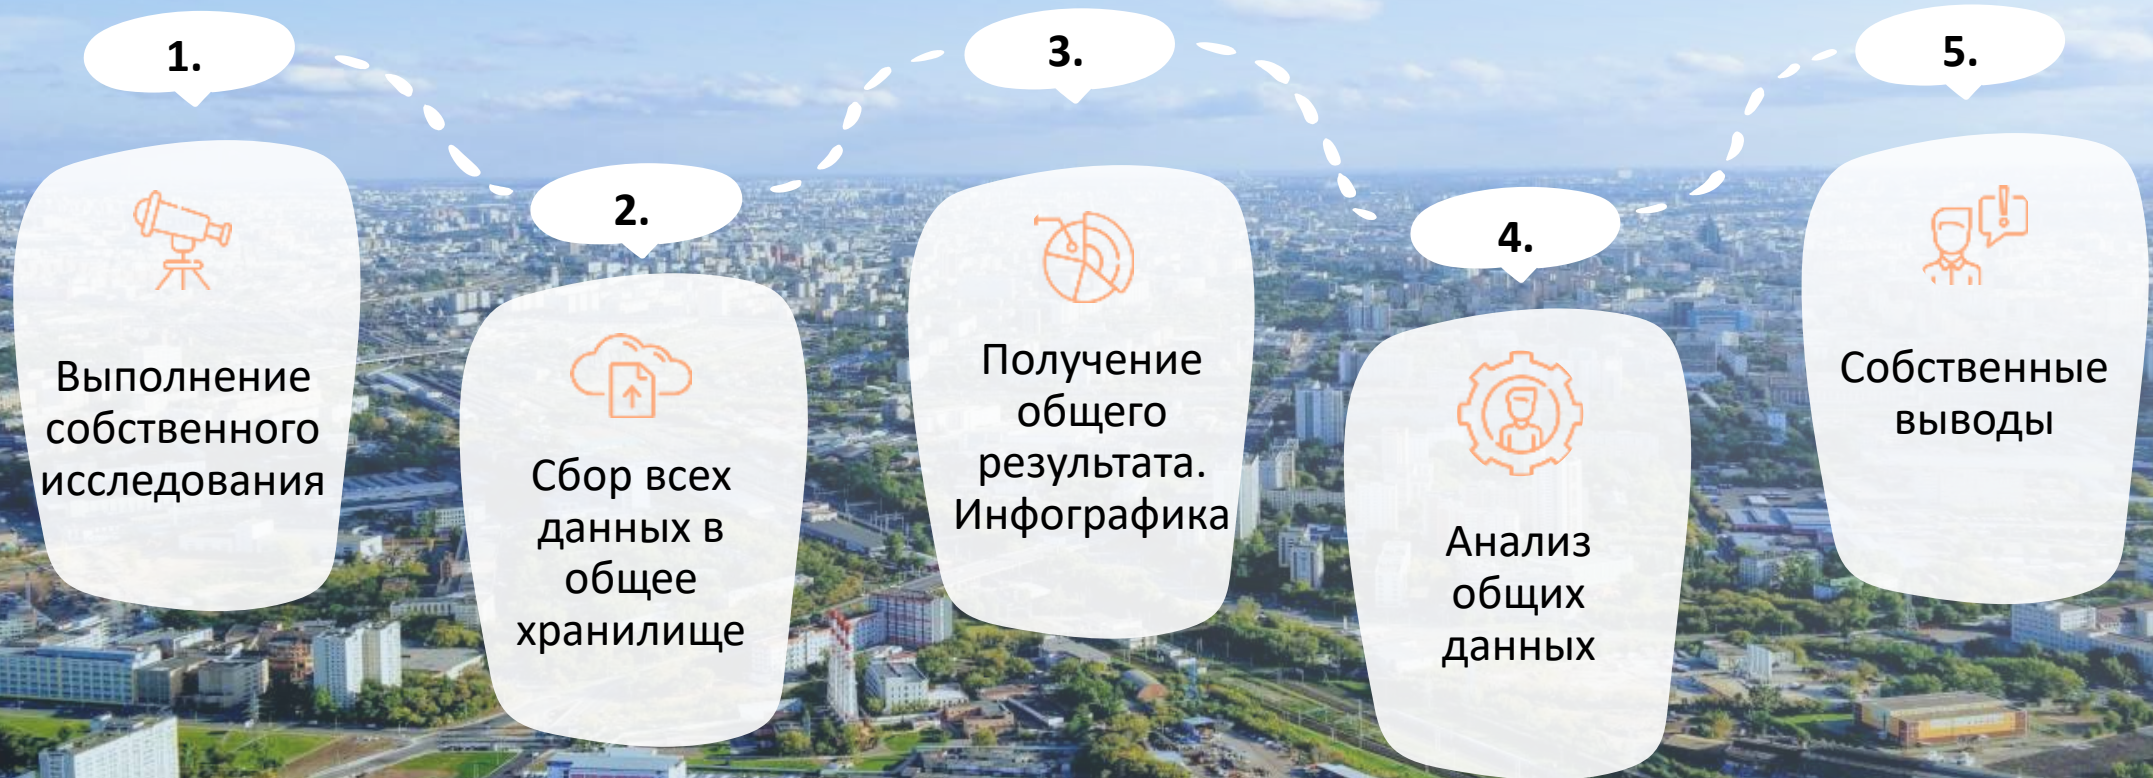 1.
Выполнение
собственного
исследования
2.
Сбор всех
данных в
общее
хранилище
3.
Получение
общего
результата.
Инфографика
4.
Анализ
общих
данных
5.
Собственные
выводы